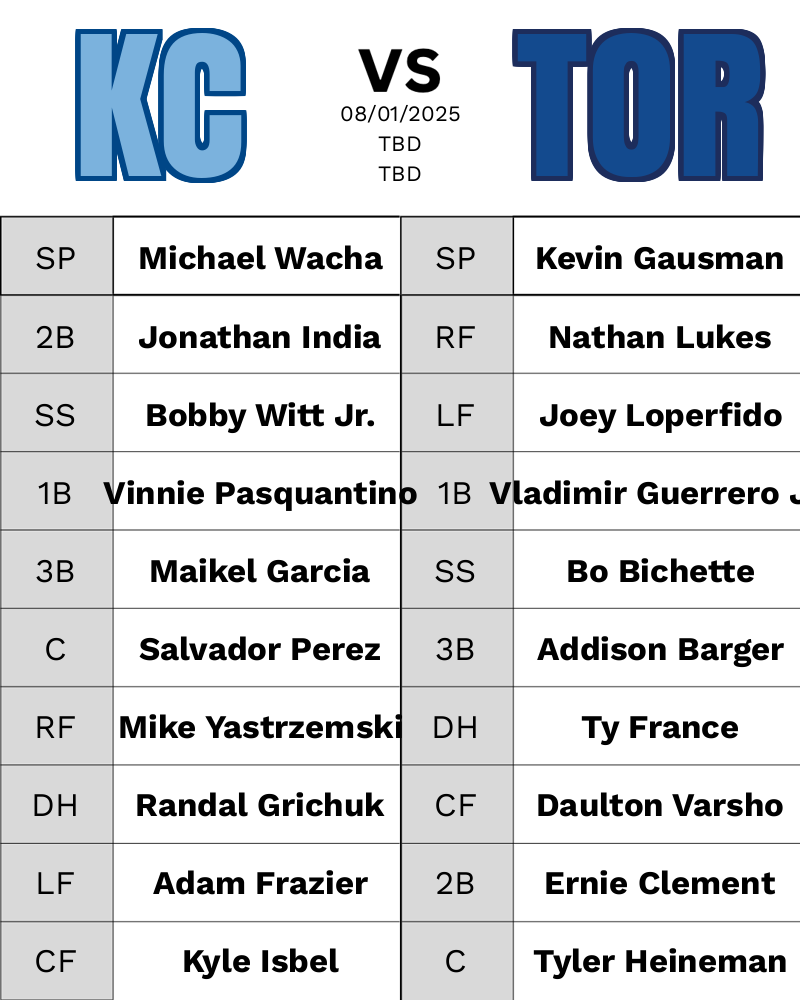 KC VS TOR
08/01/2025
TBD
TBD
SP Michael Wacha SP Kevin Gausman
2B Jonathan India RF Nathan Lukes
SS Bobby Witt Jr. LF Joey Loperfido
1B Vinnie Pasquantino 1B Vladimir Guerrero J
3B Maikel Garcia SS Bo Bichette
C Salvador Perez 3B Addison Barger
RF Mike Yastrzemski DH Ty France
DH Randal Grichuk CF Daulton Varsho
LF Adam Frazier 2B Ernie Clement
CF Kyle Isbel C Tyler Heineman